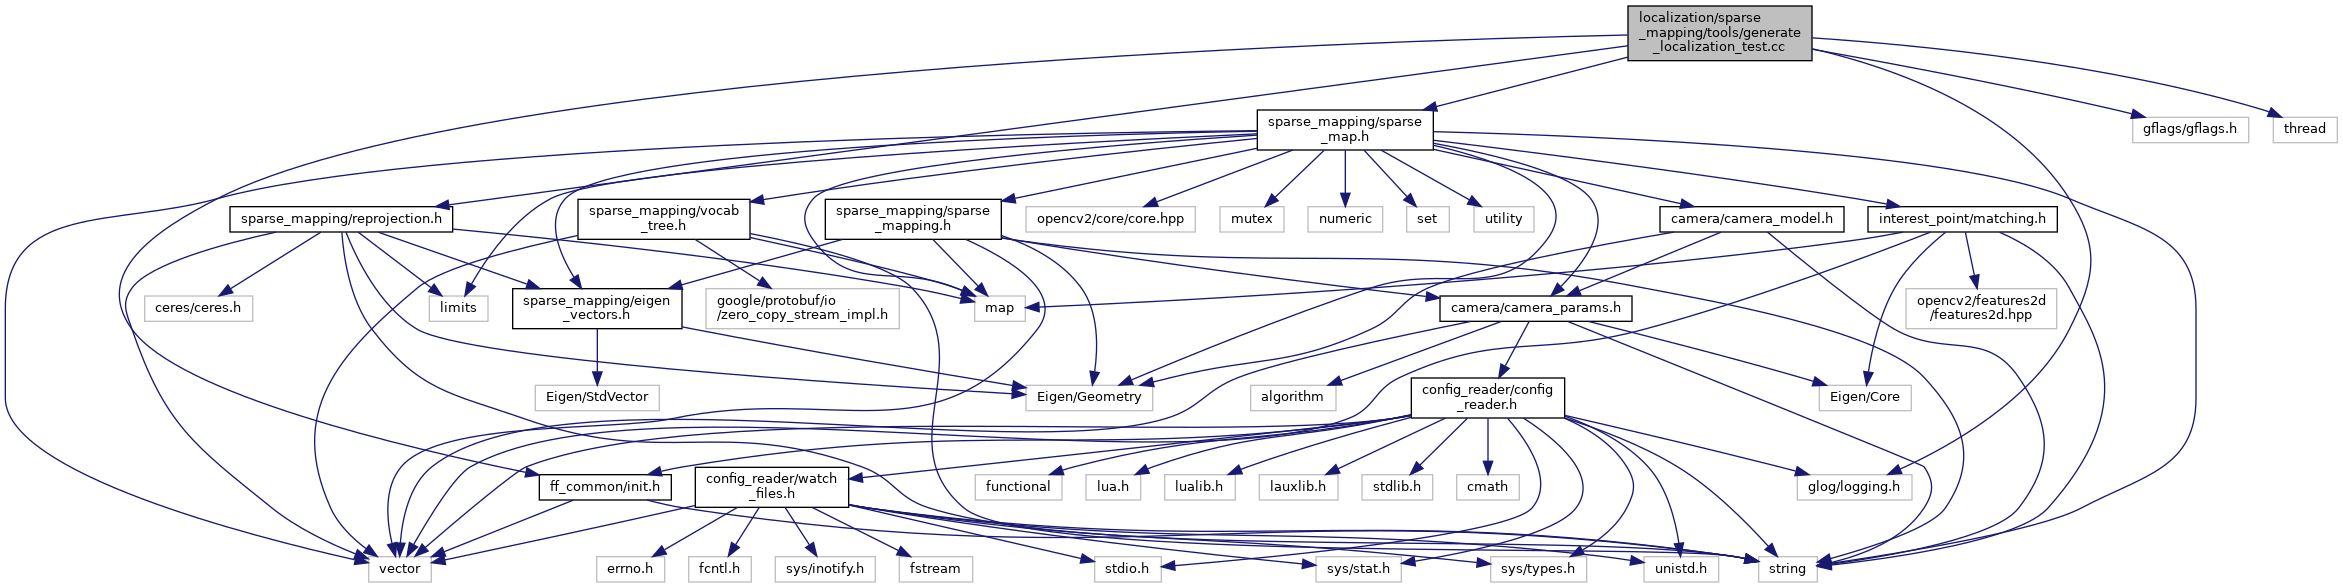 localization/sparse
_mapping/tools/generate
_localization_test.cc
sparse_mapping/sparse
_map.h
gflags/gflags.h
thread
sparse_mapping/reprojection.h
sparse_mapping/vocab
_tree.h
sparse_mapping/sparse
_mapping.h
opencv2/core/core.hpp
mutex
numeric
set
utility
camera/camera_model.h
interest_point/matching.h
ceres/ceres.h
limits
sparse_mapping/eigen
_vectors.h
google/protobuf/io
/zero_copy_stream_impl.h
map
camera/camera_params.h
opencv2/features2d
/features2d.hpp
Eigen/StdVector
Eigen/Geometry
algorithm
config_reader/config
_reader.h
Eigen/Core
ff_common/init.h
config_reader/watch
_files.h
functional
lua.h
lualib.h
lauxlib.h
stdlib.h
cmath
glog/logging.h
vector
errno.h
fcntl.h
sys/inotify.h
fstream
stdio.h
sys/stat.h
sys/types.h
unistd.h
string